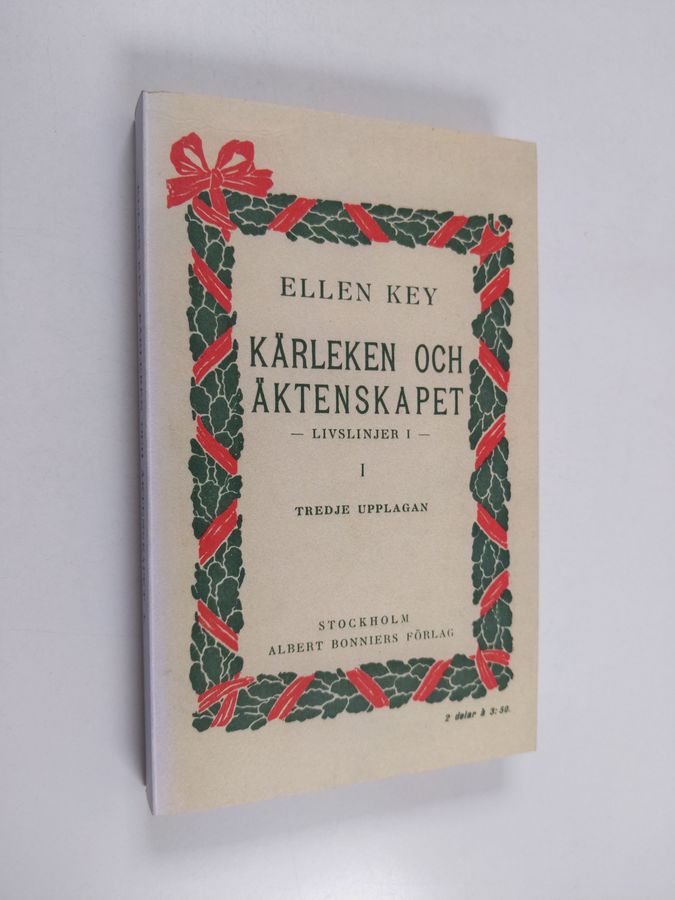 ELLEN KEY
KÄRLEKEN OCH
ÄKTENSKAPET
— LIVSLINJER I —
I
TREDJE UPPLAGAN
STOCKHOLM
ALBERT BONNIERS FÖRLAG
2 delar à 3:50.